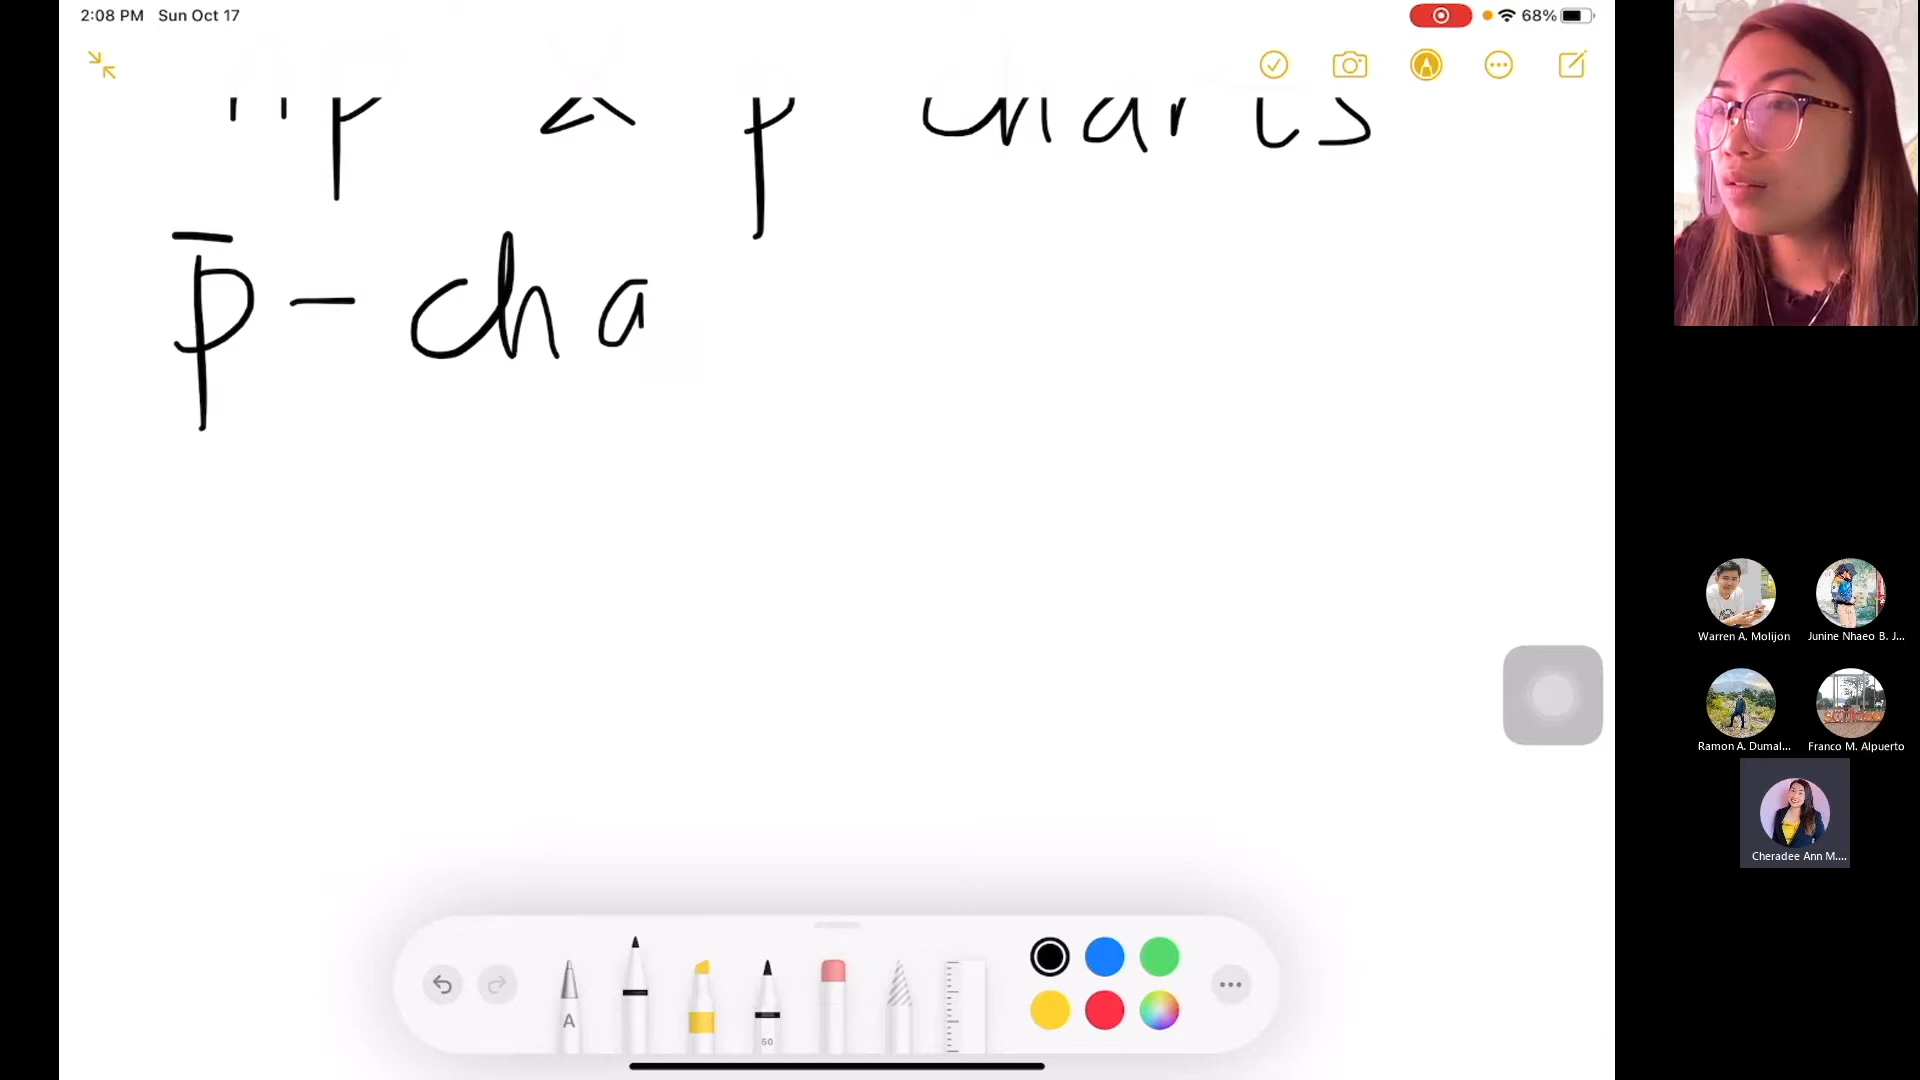 2:08 PM Sun Oct 17
68%
np & p charts
p̄ - cha
A
50
Warren A. Molijon
Junine Nhaeo B. J...
Ramon A. Dumal...
Franco M. Alpuerto
Cheradee Ann M....